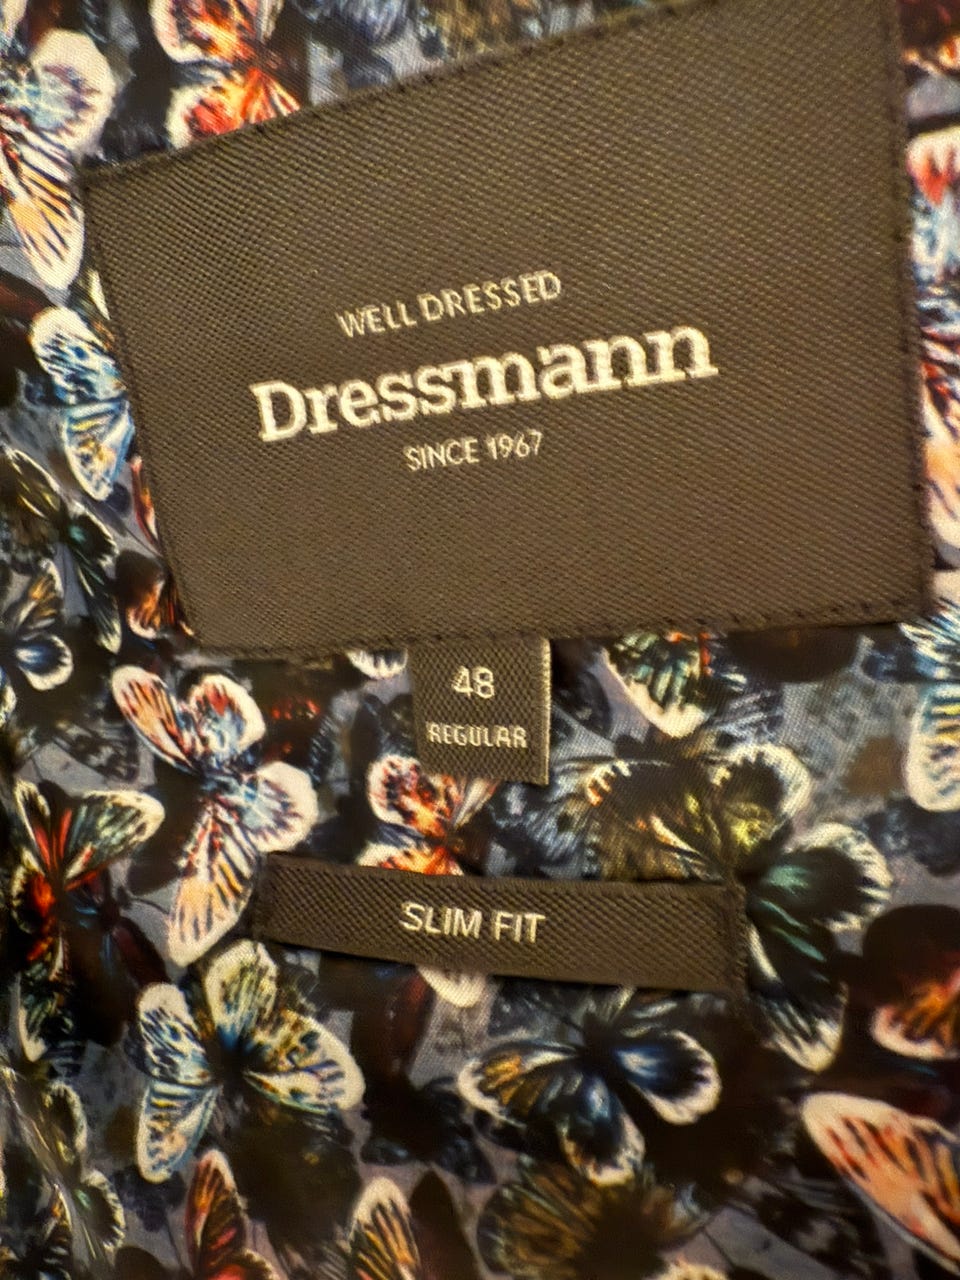 WELL DRESSED
Dressmann
SINCE 1967
48
REGULAR
SLIM FIT